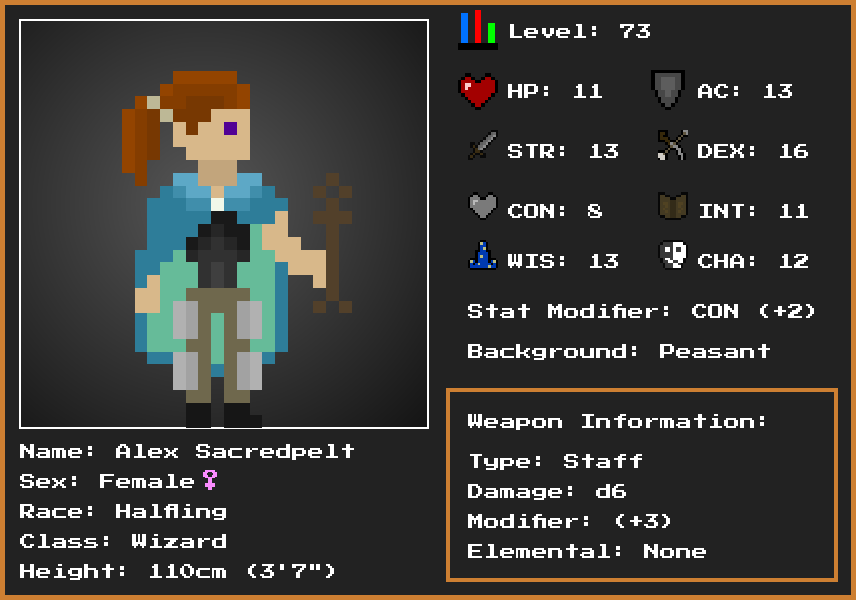 Level: 73
HP: 11 AC: 13
STR: 13 DEX: 16
CON: 8 INT: 11
WIS: 13 CHA: 12
Stat Modifier: CON (+2)
Background: Peasant
Weapon Information:
Type: Staff
Damage: d6
Modifier: (+3)
Elemental: None
Name: Alex Sacredpelt
Sex: Female♀
Race: Halfling
Class: Wizard
Height: 110cm (3'7")